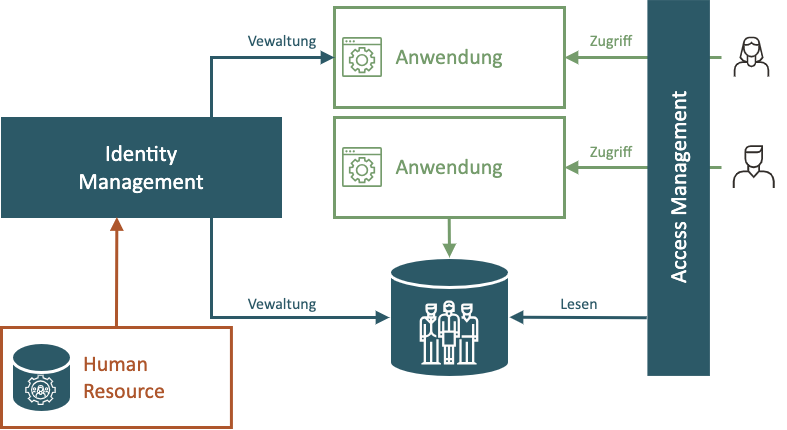 Vewaltung
Anwendung
Zugriff
Identity
Management
Anwendung
Zugriff
Access Management
Vewaltung
Lesen
Human
Resource